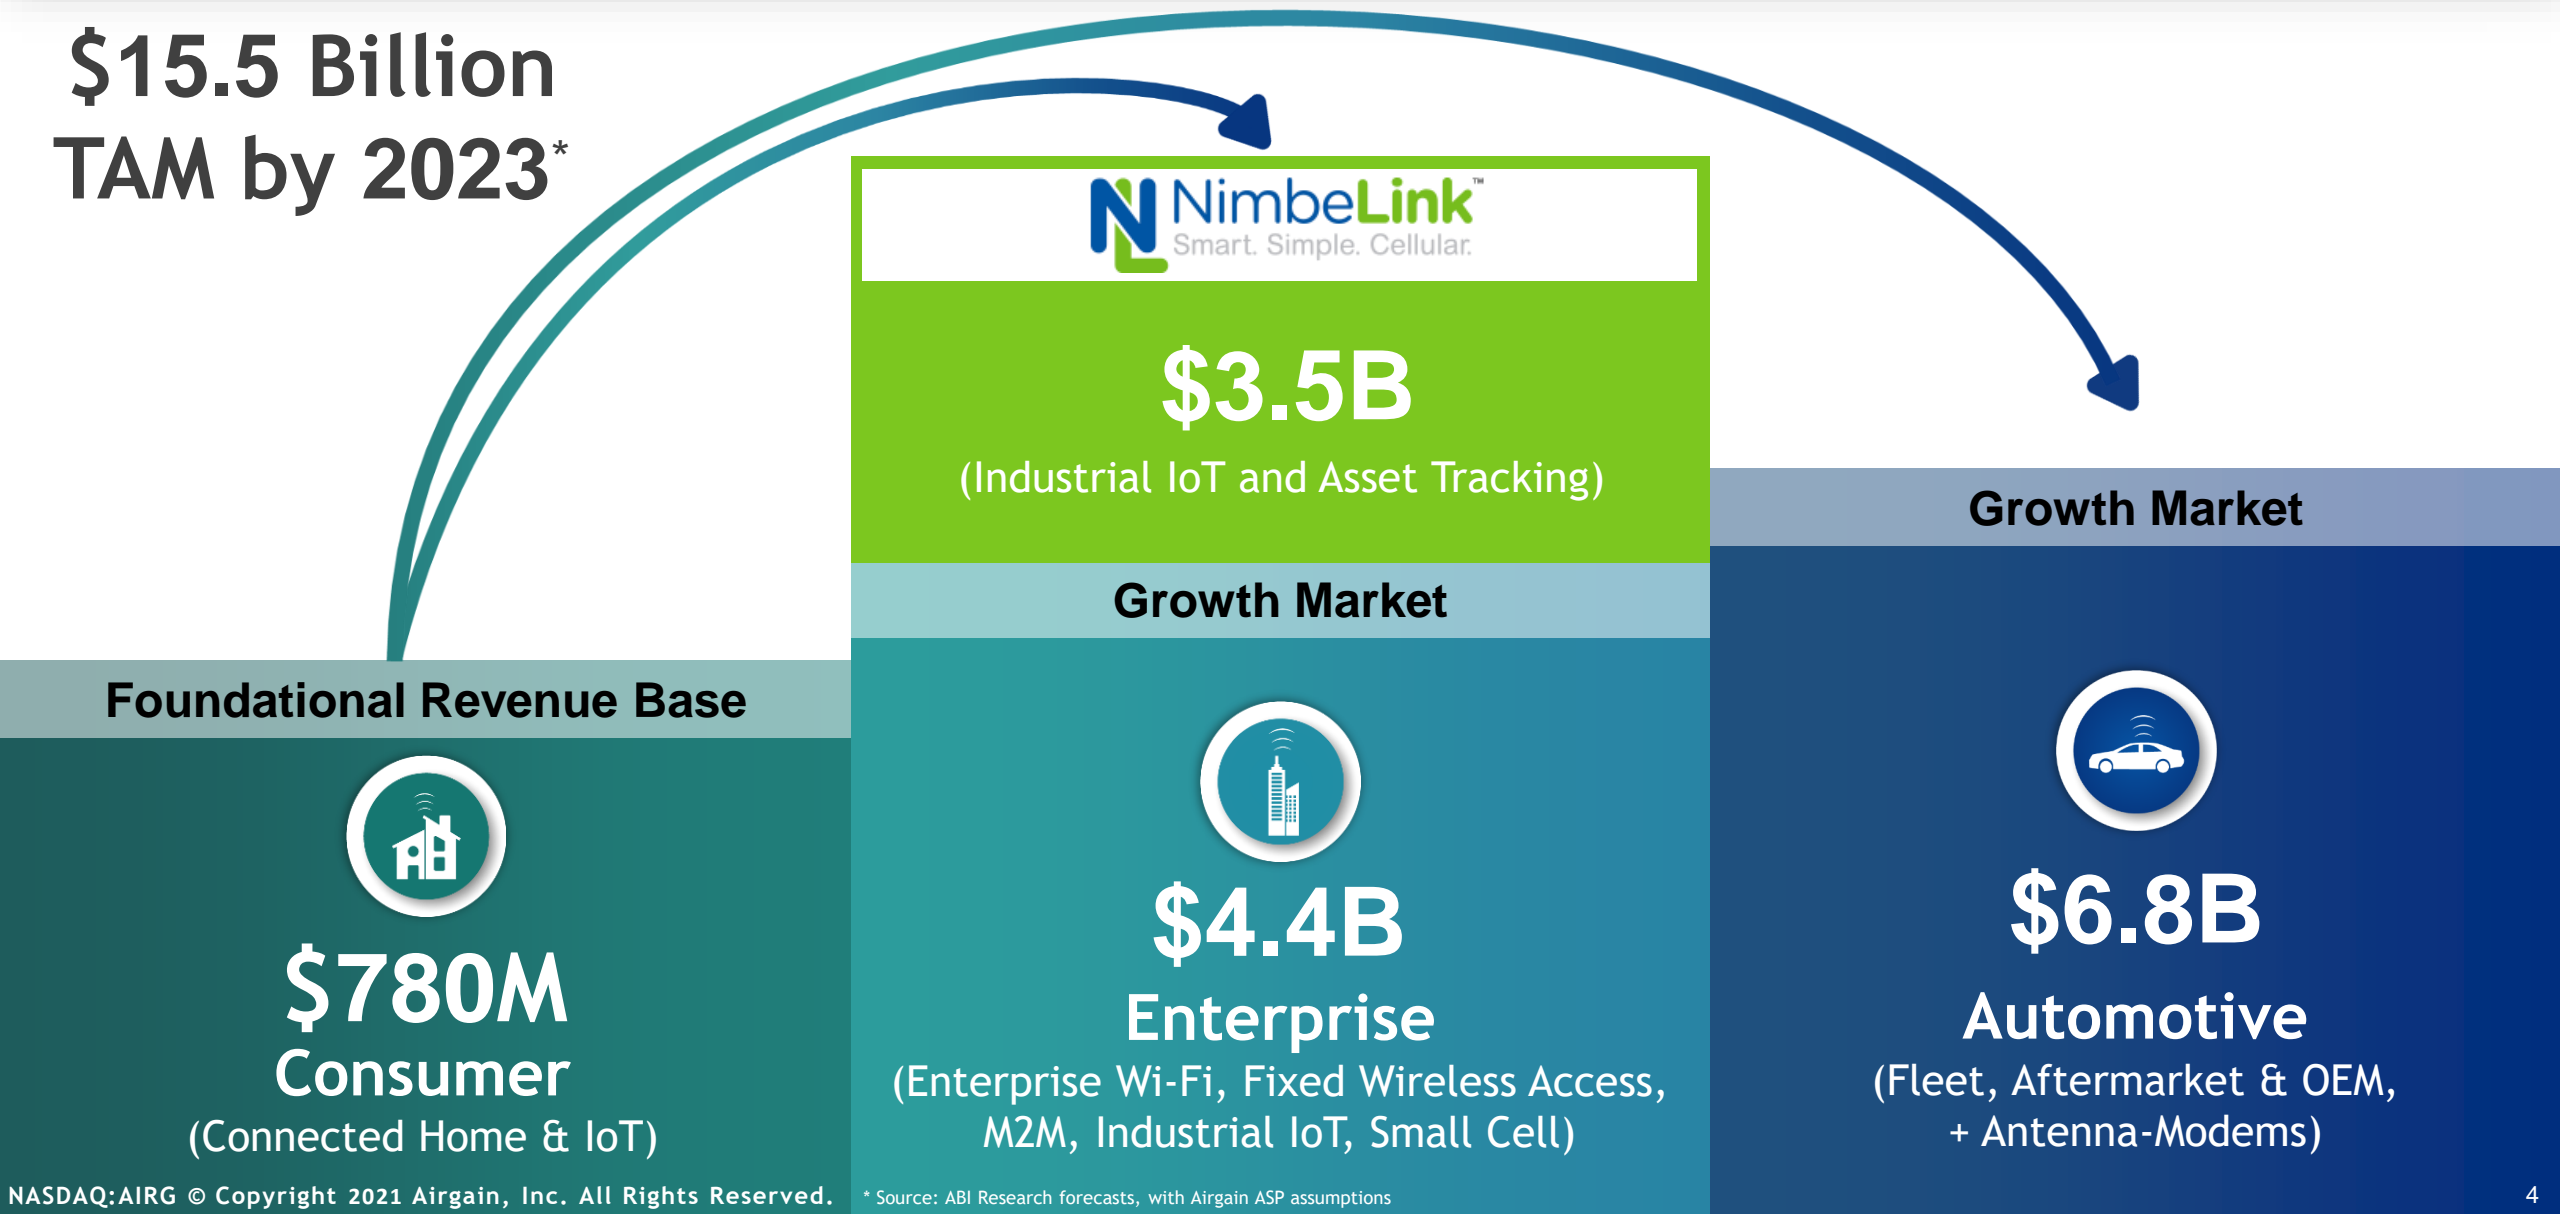 $15.5 Billion
TAM by 2023*
NimbeLink™
Smart. Simple. Cellular.
$3.5B
(Industrial IoT and Asset Tracking)
Growth Market
Growth Market
Foundational Revenue Base
$780M
Consumer
(Connected Home & IoT)
$4.4B
Enterprise
(Enterprise Wi-Fi, Fixed Wireless Access,
M2M, Industrial IoT, Small Cell)
$6.8B
Automotive
(Fleet, Aftermarket & OEM,
+ Antenna-Modems)
NASDAQ:AIRG © Copyright 2021 Airgain, Inc. All Rights Reserved.
* Source: ABI Research forecasts, with Airgain ASP assumptions
4